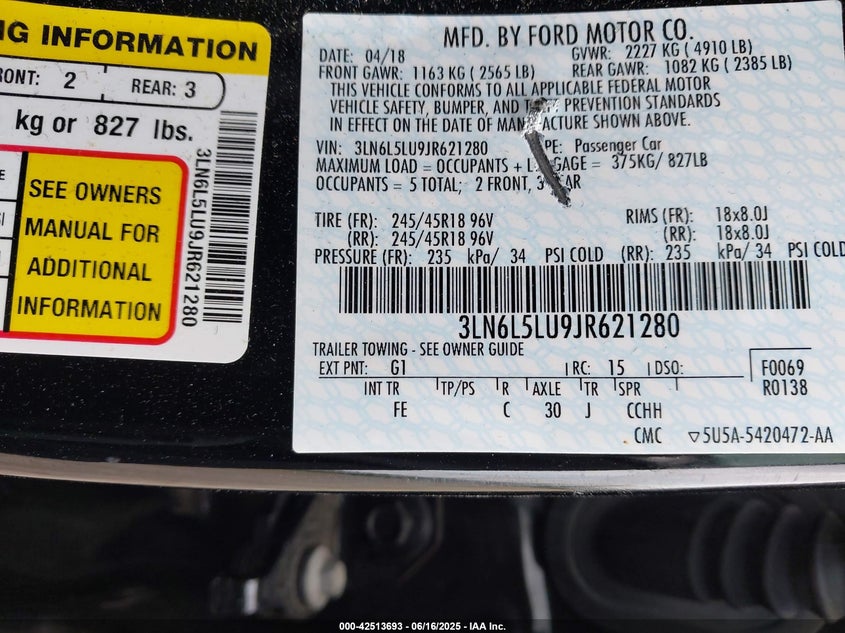 NG INFORMATION
RONT: 2 REAR: 3
kg or 827 lbs.
SEE OWNERS
MANUAL FOR
ADDITIONAL
INFORMATION
3LN6L5LU9JR621280
MFD. BY FORD MOTOR CO.
DATE: 04/18 GVWR: 2227 KG ( 4910 LB)
FRONT GAWR: 1163 KG ( 2565 LB) REAR GAWR: 1082 KG ( 2385 LB)
THIS VEHICLE CONFORMS TO ALL APPLICABLE FEDERAL MOTOR
VEHICLE SAFETY, BUMPER, AND PREVENTION STANDARDS
IN EFFECT ON THE DATE OF MANUFACTURE SHOWN ABOVE.
VIN: 3LN6L5LU9JR621280 PE: Passenger Car
MAXIMUM LOAD = OCCUPANTS + L GAGE = 375KG/ 827LB
OCCUPANTS = 5 TOTAL; 2 FRONT, 3 AR
TIRE (FR): 245/45R18 96V RIMS (FR): 18x8.0J
(RR): 245/45R18 96V (RR): 18x8.0J
PRESSURE (FR): 235 kPa/ 34 PSI COLD (RR): 235 kPa/ 34 PSI COLD
3LN6L5LU9JR621280
TRAILER TOWING - SEE OWNER GUIDE
EXT PNT: G1 RC: 15 DSO: F0069
INT TR TP/PS R AXLE TR SPR R0138
FE C 30 J CCHH
CMC ▽5U5A-5420472-AA
000-42513693 - 06/16/2025 - IAA Inc.